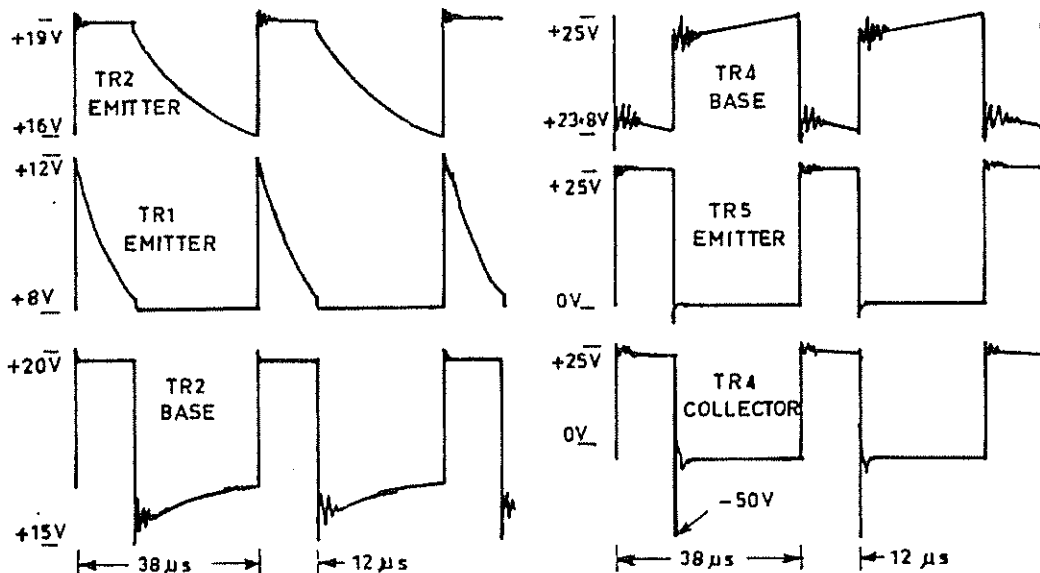 +19V
TR2
EMITTER
+16V
+12V
TR1
EMITTER
+8V
+20V
TR2
BASE
+15V
38 µs
12 µs
+25V
TR4
BASE
+23·8V
+25V
TR5
EMITTER
0V
+25V
TR4
COLLECTOR
0V
-50V
38 µs
12 µs